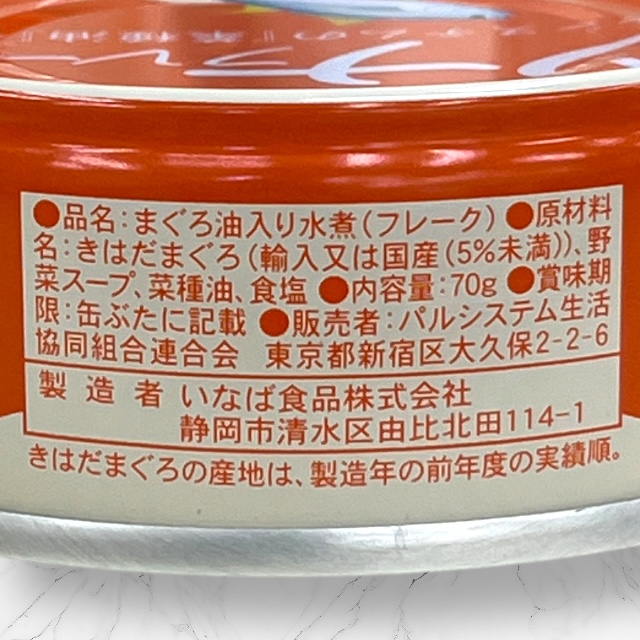 ●品名：まぐろ油入り水煮（フレーク）●原材料
名：きはだまぐろ（輸入又は国産（5％未満））、野
菜スープ、菜種油、食塩 ●内容量：70g ●賞味期
限：缶ぶたに記載 ●販売者：パルシステム生活
協同組合連合会 東京都新宿区大久保2-2-6
製造者 いなば食品株式会社
静岡市清水区由比北田114-1
きはだまぐろの産地は、製造年の前年度の実績順。